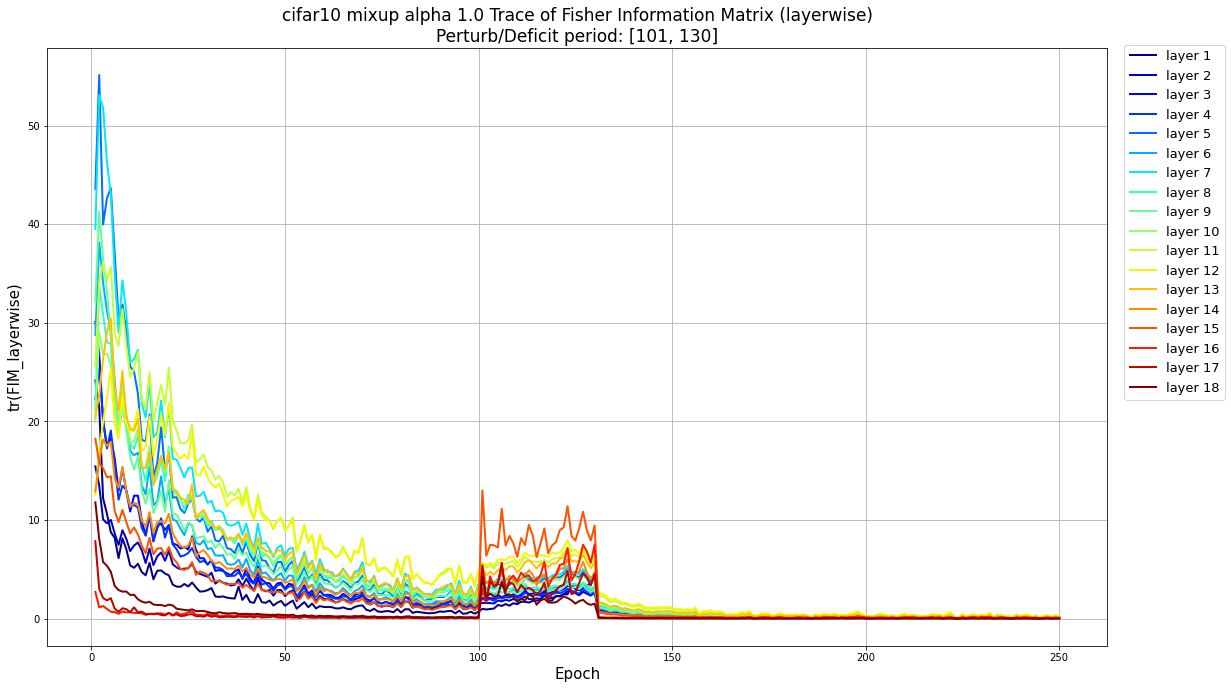 cifar10 mixup alpha 1.0 Trace of Fisher Information Matrix (layerwise)
Perturb/Deficit period: [101, 130]
tr(FIM_layerwise)
50
40
30
20
10
0
0
50
100
150
200
250
Epoch
layer 1
layer 2
layer 3
layer 4
layer 5
layer 6
layer 7
layer 8
layer 9
layer 10
layer 11
layer 12
layer 13
layer 14
layer 15
layer 16
layer 17
layer 18